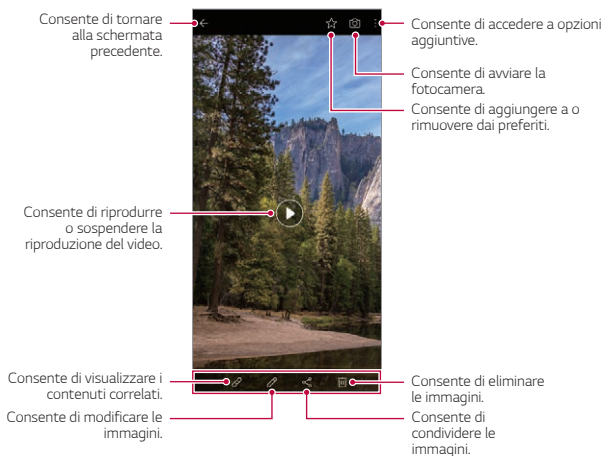 Consente di tornare
alla schermata
precedente.
Consente di accedere a opzioni
aggiuntive.
Consente di avviare la
fotocamera.
Consente di aggiungere a o
rimuovere dai preferiti.
Consente di riprodurre
o sospendere la
riproduzione del video.
Consente di visualizzare i
contenuti correlati.
Consente di modificare le
immagini.
Consente di eliminare
le immagini.
Consente di
condividere le
immagini.